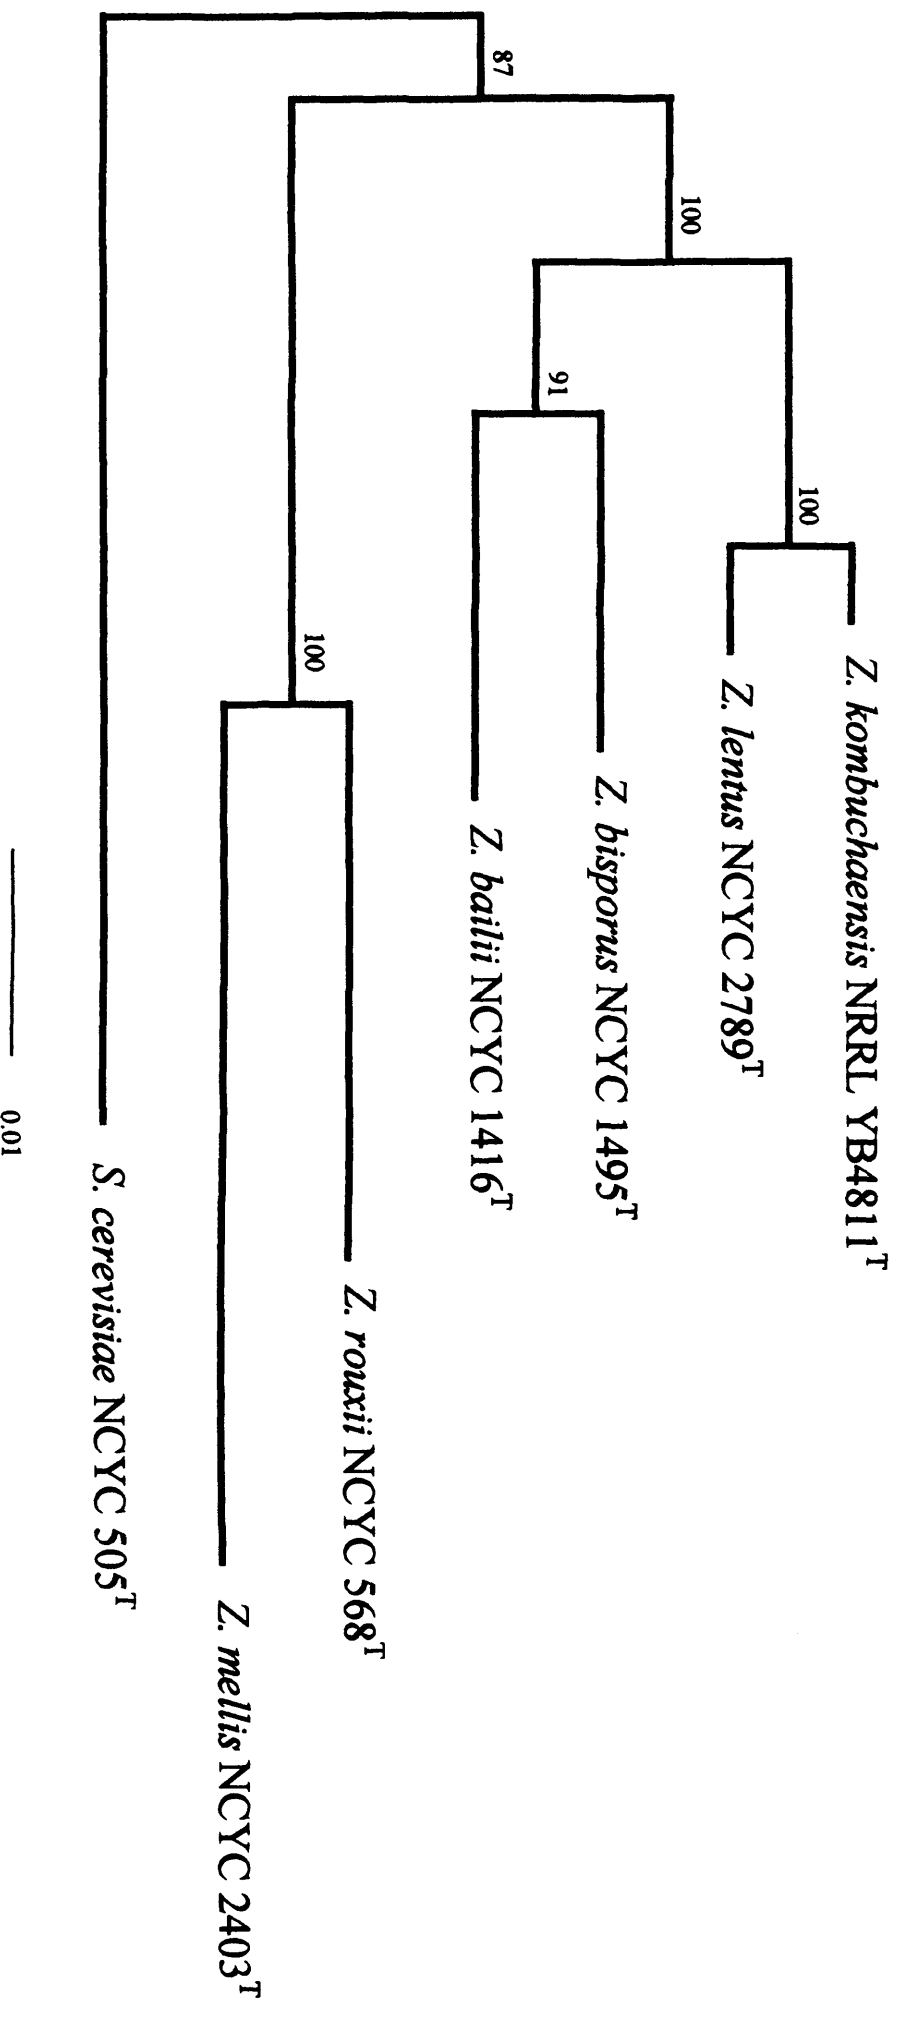 Z. kombuchaensis NRRL YB4811ᵀ
100
Z. lentus NCYC 2789ᵀ
100
Z. bisporus NCYC 1495ᵀ
91
Z. bailii NCYC 1416ᵀ
87
Z. rouxii NCYC 568ᵀ
100
Z. mellis NCYC 2403ᵀ
S. cerevisiae NCYC 505ᵀ
0.01